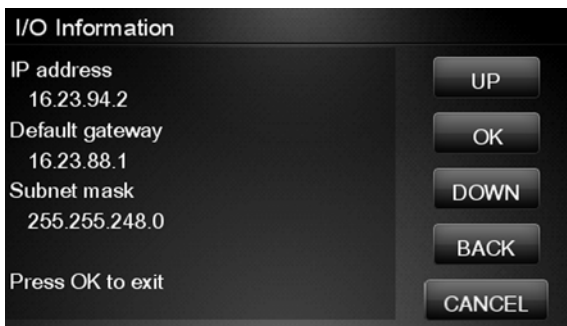 I/O Information
IP address
16.23.94.2
Default gateway
16.23.88.1
Subnet mask
255.255.248.0
Press OK to exit
UP
OK
DOWN
BACK
CANCEL